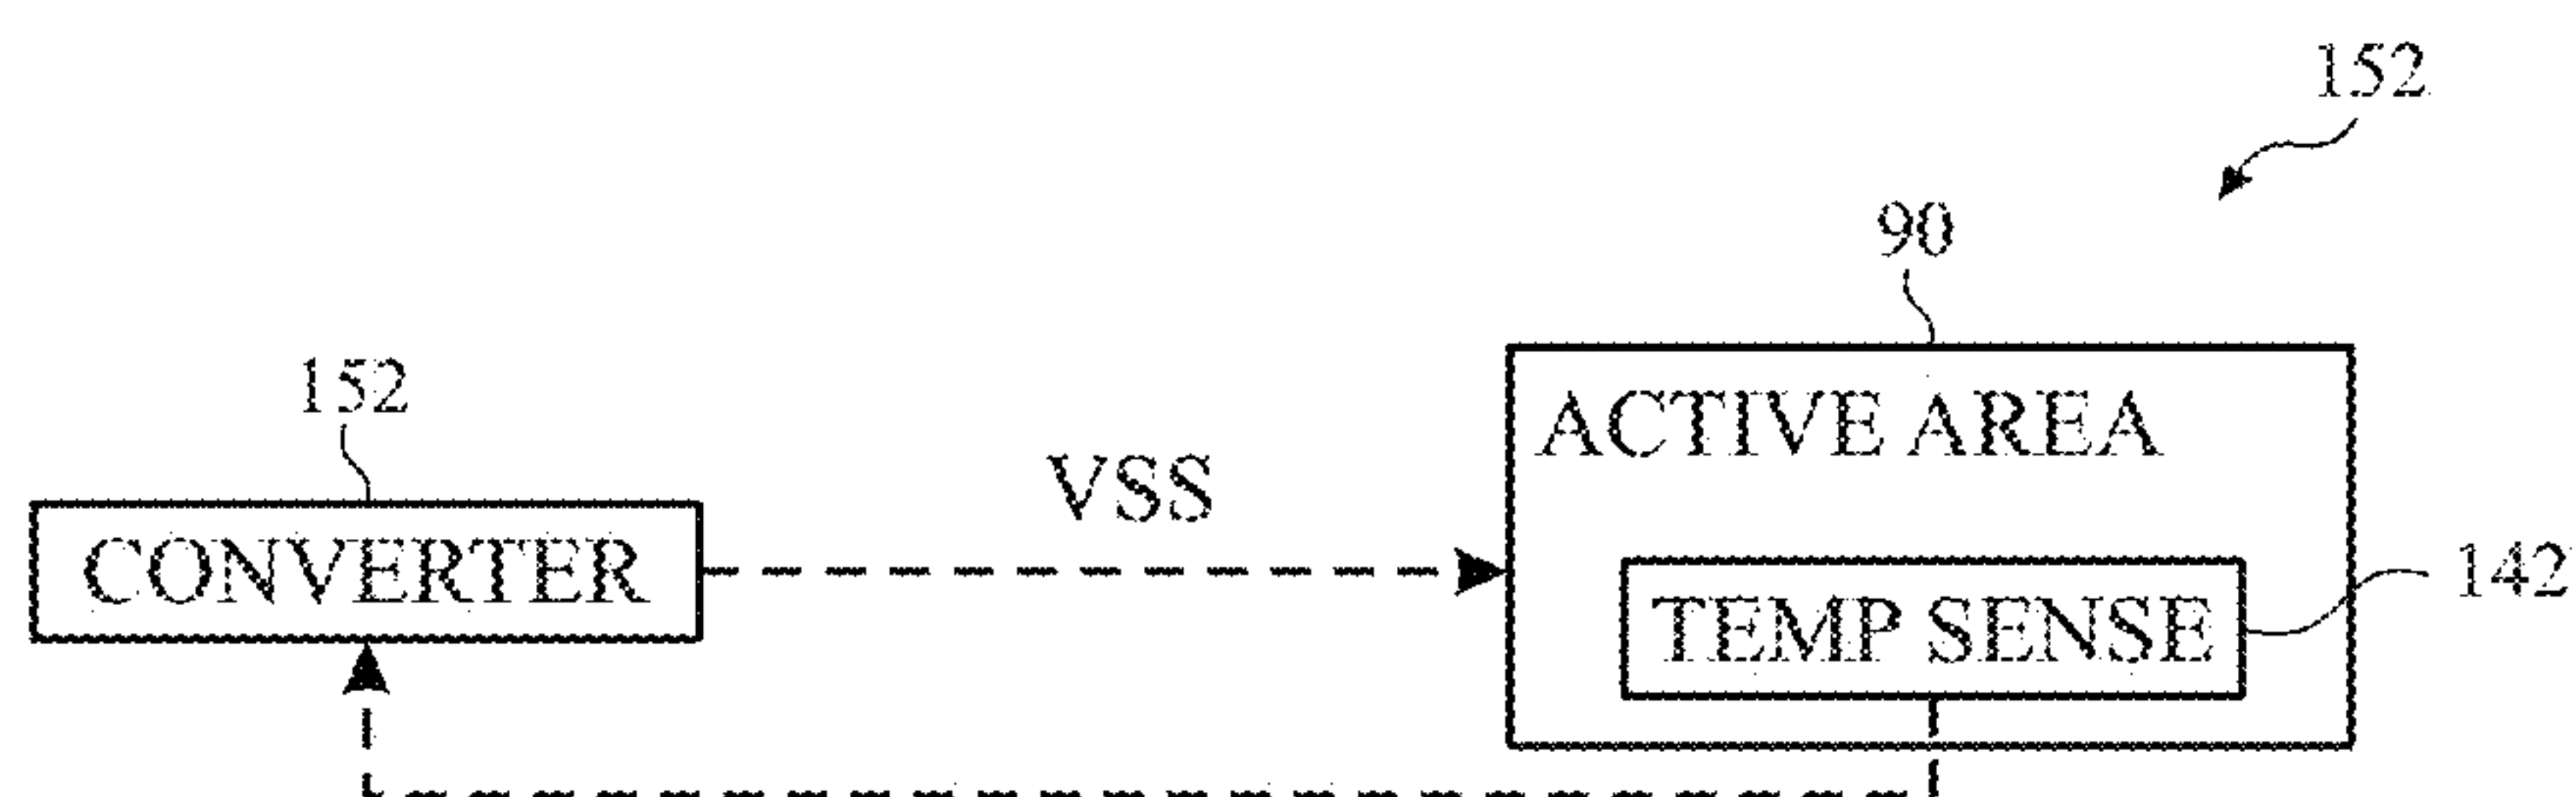 152
90
152
ACTIVE AREA
VSS
CONVERTER
142
TEMP SENSE